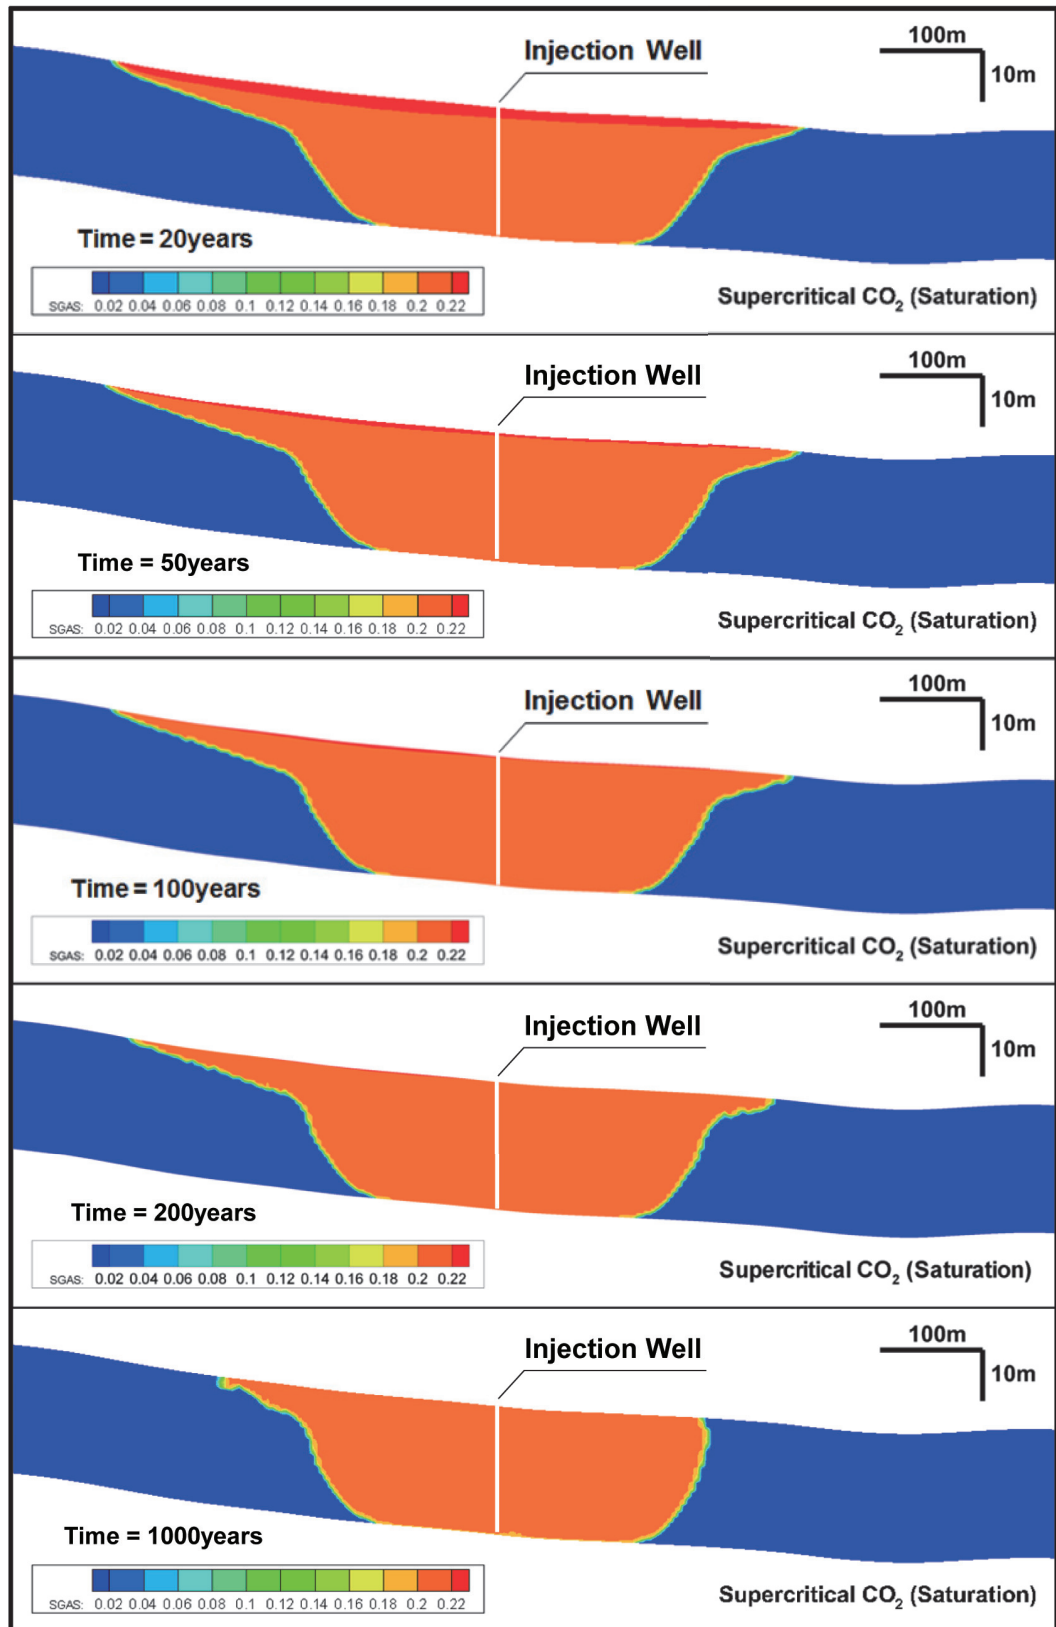 100m
Injection Well
10m
Time = 20years
SGAS: 0.02 0.04 0.06 0.08 0.1 0.12 0.14 0.16 0.18 0.2 0.22
Supercritical CO₂ (Saturation)
100m
Injection Well
10m
Time = 50years
SGAS: 0.02 0.04 0.06 0.08 0.1 0.12 0.14 0.16 0.18 0.2 0.22
Supercritical CO₂ (Saturation)
100m
Injection Well
10m
Time = 100years
SGAS: 0.02 0.04 0.06 0.08 0.1 0.12 0.14 0.16 0.18 0.2 0.22
Supercritical CO₂ (Saturation)
100m
Injection Well
10m
Time = 200years
SGAS: 0.02 0.04 0.06 0.08 0.1 0.12 0.14 0.16 0.18 0.2 0.22
Supercritical CO₂ (Saturation)
100m
Injection Well
10m
Time = 1000years
SGAS: 0.02 0.04 0.06 0.08 0.1 0.12 0.14 0.16 0.18 0.2 0.22
Supercritical CO₂ (Saturation)